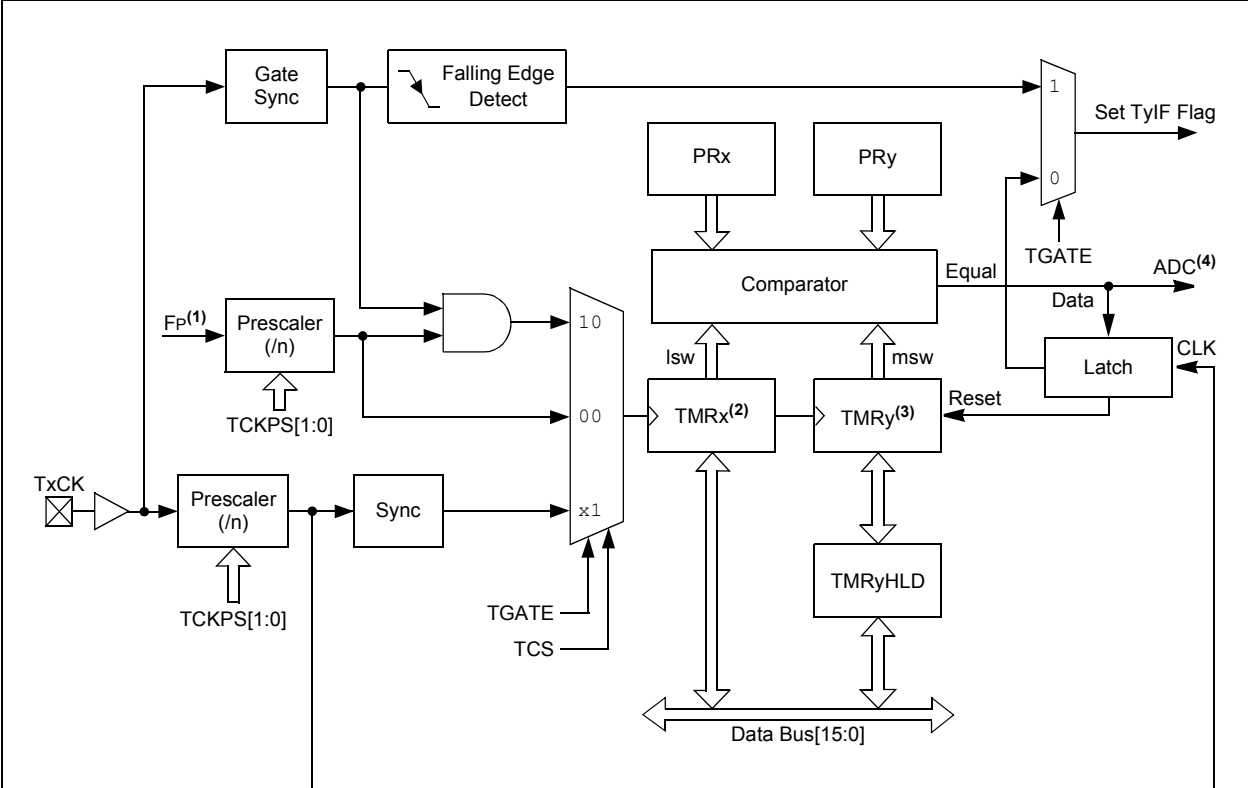 Gate
Sync
Falling Edge
Detect
1
Set TyIF Flag
PRx
PRy
0
TGATE
Comparator
Equal
ADC(4)
Data
FP(1)
Prescaler
(/n)
10
lsw
msw
Latch
CLK
TCKPS[1:0]
00
TMRx(2)
TMRy(3)
Reset
TxCK
Prescaler
(/n)
Sync
x1
TMRyHLD
TCKPS[1:0]
TGATE
TCS
Data Bus[15:0]